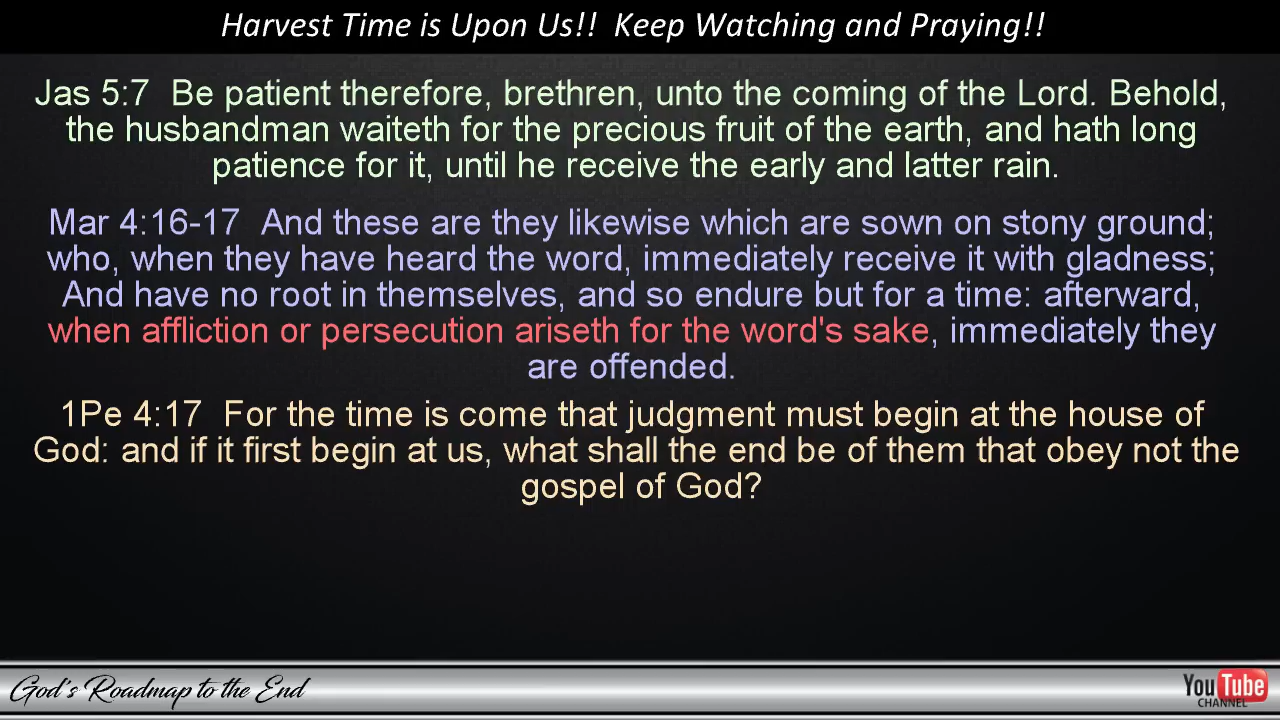 Harvest Time is Upon Us!!  Keep Watching and Praying!!
Jas 5:7  Be patient therefore, brethren, unto the coming of the Lord. Behold,
the husbandman waiteth for the precious fruit of the earth, and hath long
patience for it, until he receive the early and latter rain.
Mar 4:16-17  And these are they likewise which are sown on stony ground;
who, when they have heard the word, immediately receive it with gladness;
And have no root in themselves, and so endure but for a time: afterward,
when affliction or persecution ariseth for the word's sake, immediately they
are offended.
1Pe 4:17  For the time is come that judgment must begin at the house of
God: and if it first begin at us, what shall the end be of them that obey not the
gospel of God?
God's Roadmap to the End
YouTube
CHANNEL